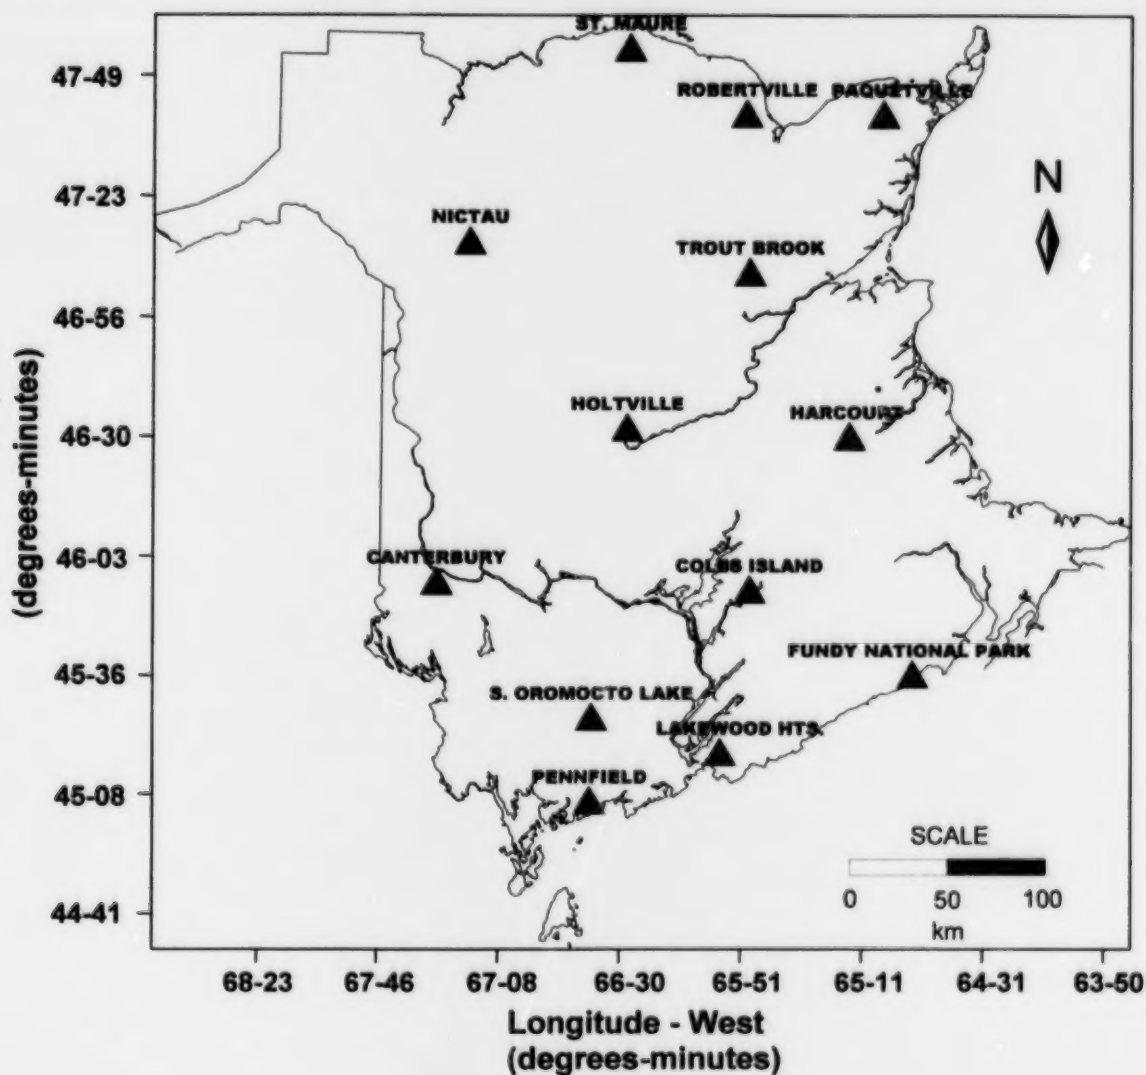 ST. MAURE
47-49
ROBERTVILLE PAQUETVILLE
N
47-23
NICTAU
TROUT BROOK
46-56
(degrees-minutes)
HOLTVILLE
HARCOURT
46-30
46-03
CANTERBURY
COLES ISLAND
FUNDY NATIONAL PARK
45-36
S. OROMOCTO LAKE
LAKEWOOD HTS.
PENNFIELD
45-08
SCALE
0 50 100
km
44-41
68-23 67-46 67-08 66-30 65-51 65-11 64-31 63-50
Longitude - West
(degrees-minutes)